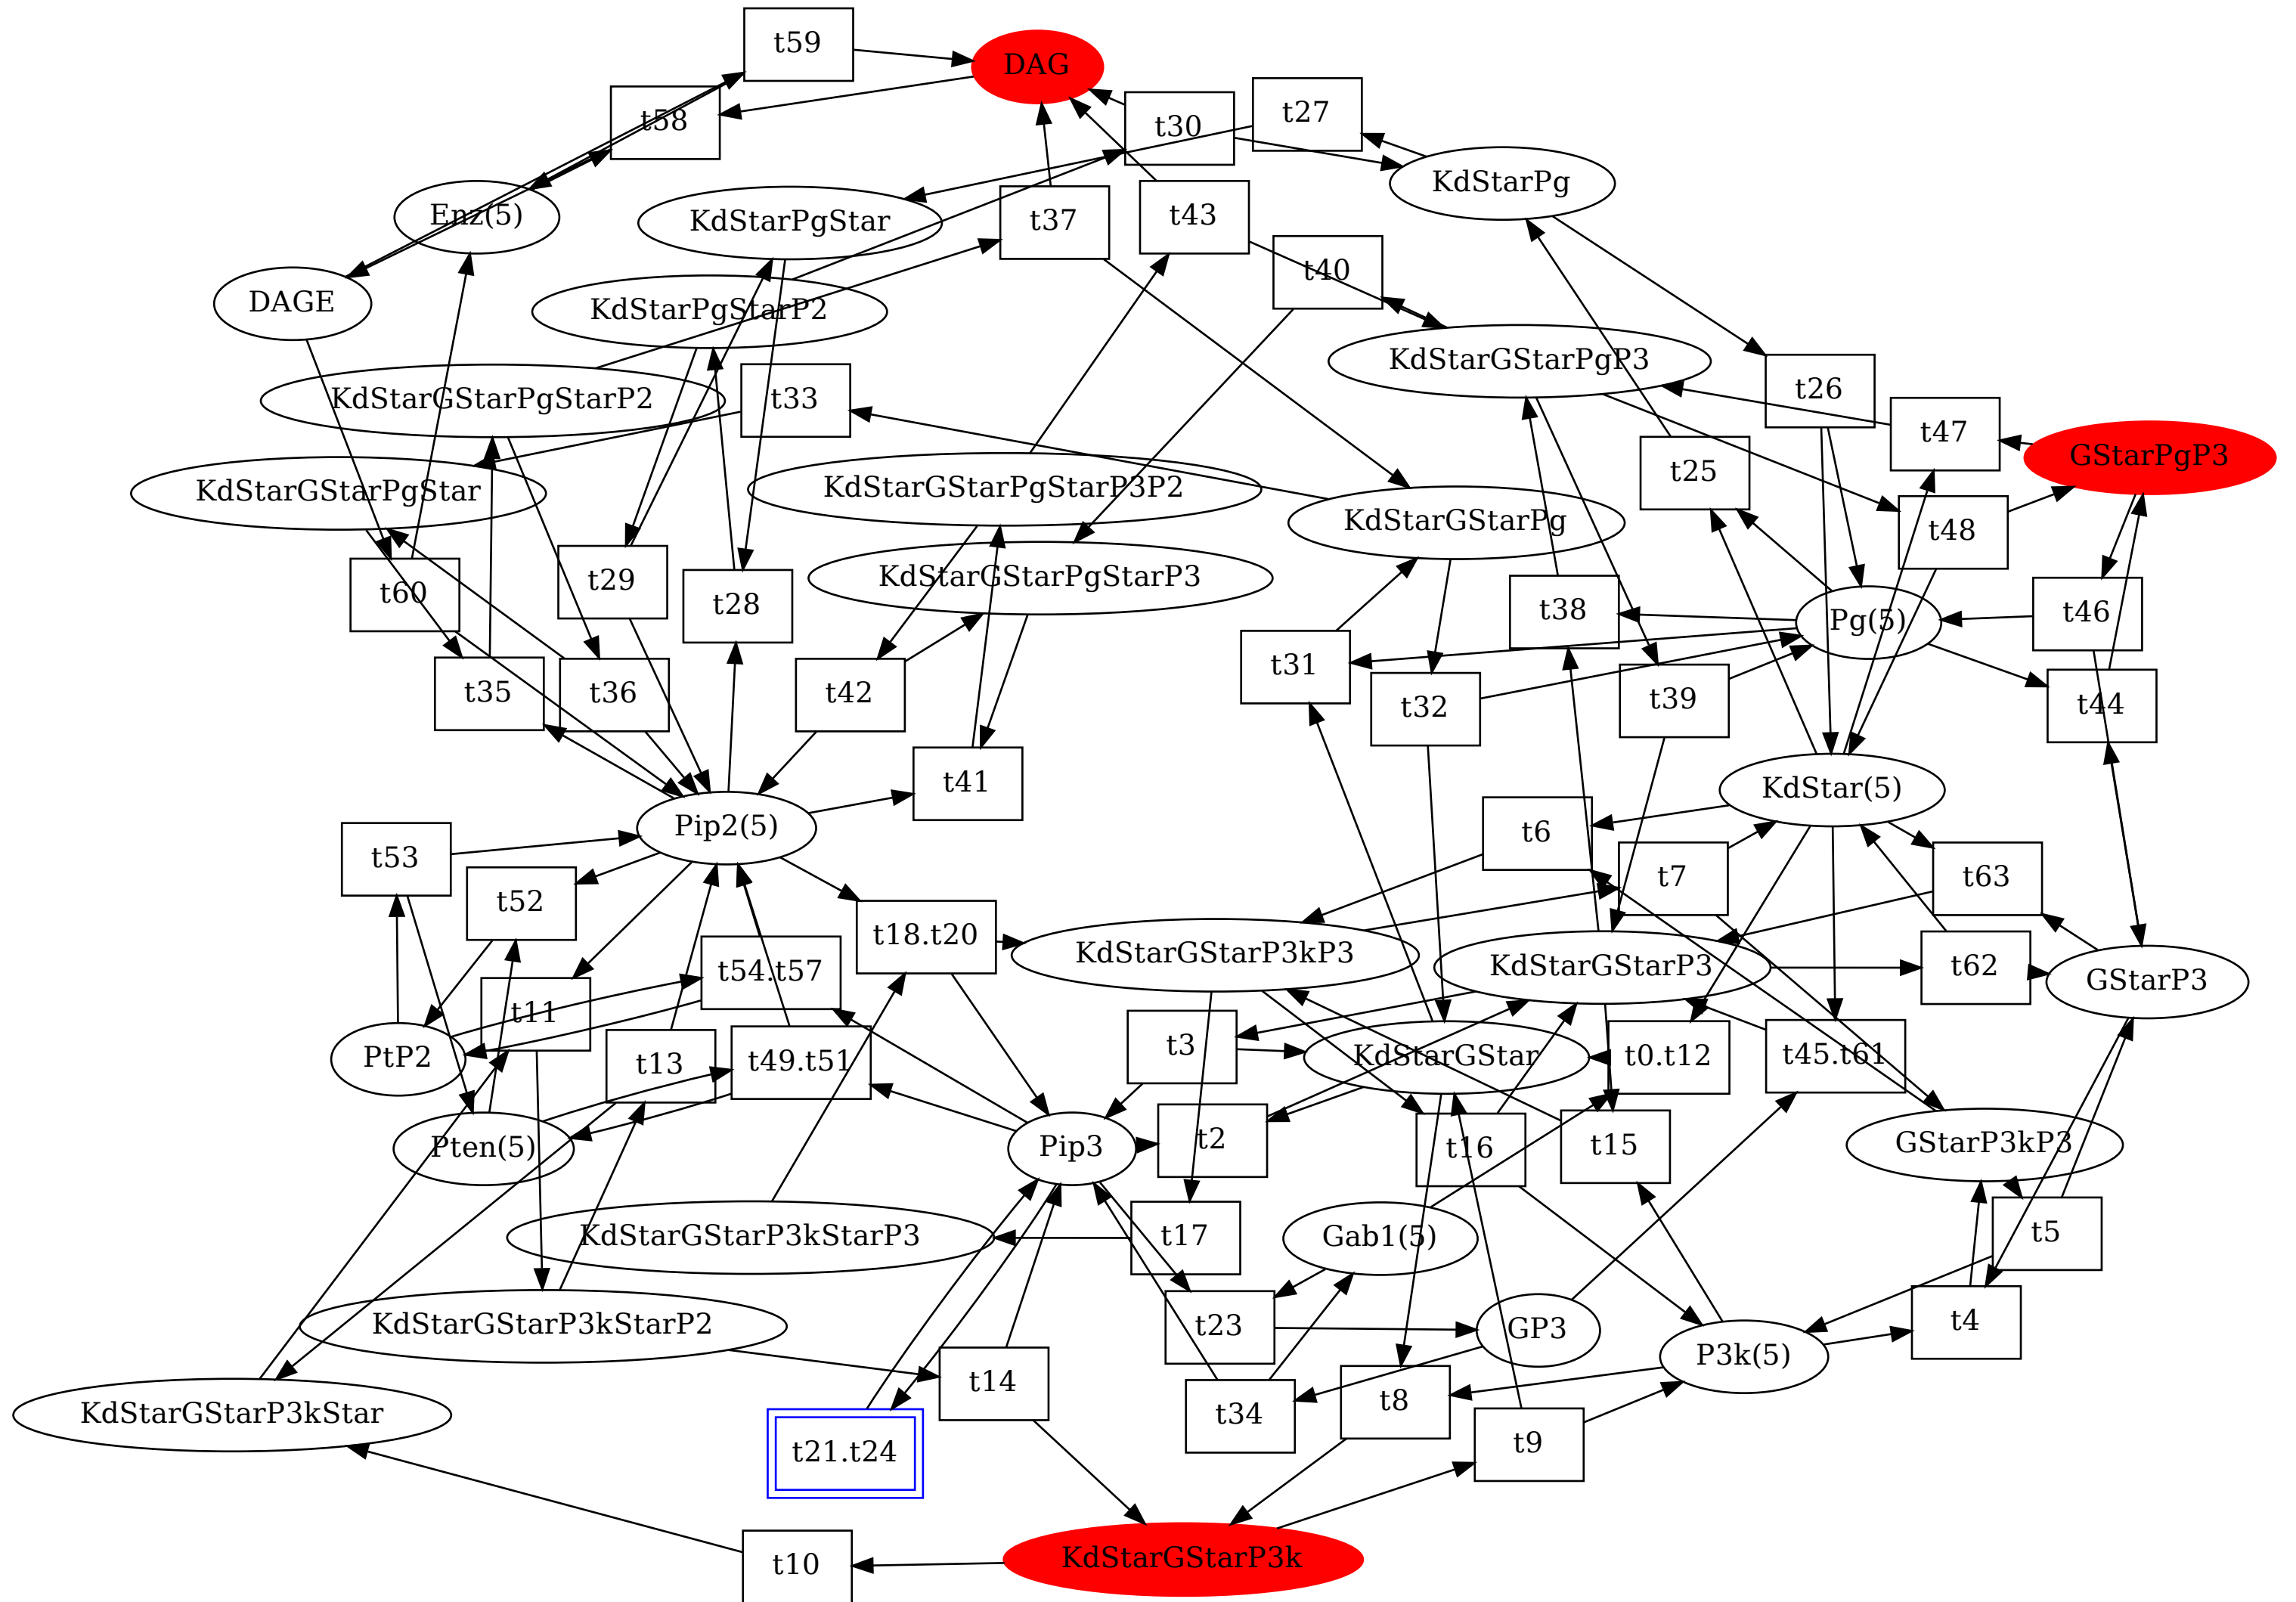 t59
DAG
t27
t30
t58
KdStarPg
Enz(5)
KdStarPgStar
t37
t43
t40
DAGE
KdStarPgStarP2
KdStarGStarPgP3
t26
KdStarGStarPgStarP2
t33
t47
GStarPgP3
t25
KdStarGStarPgStar
KdStarGStarPgStarP3P2
KdStarGStarPg
t48
t60
t29
t28
KdStarGStarPgStarP3
t38
Pg(5)
t46
t35
t36
t42
t31
t32
t39
t44
t41
KdStar(5)
Pip2(5)
t6
t53
t7
t63
t52
t18.t20
KdStarGStarP3kP3
KdStarGStarP3
t62
GStarP3
t54.t57
t11
PtP2
t13
t49.t51
t3
KdStarGStar
t0.t12
t45.t61
Pten(5)
Pip3
t2
t16
t15
GStarP3kP3
KdStarGStarP3kStarP3
t17
Gab1(5)
t5
KdStarGStarP3kStarP2
t23
GP3
t4
P3k(5)
t14
t34
t8
KdStarGStarP3kStar
t21.t24
t9
t10
KdStarGStarP3k